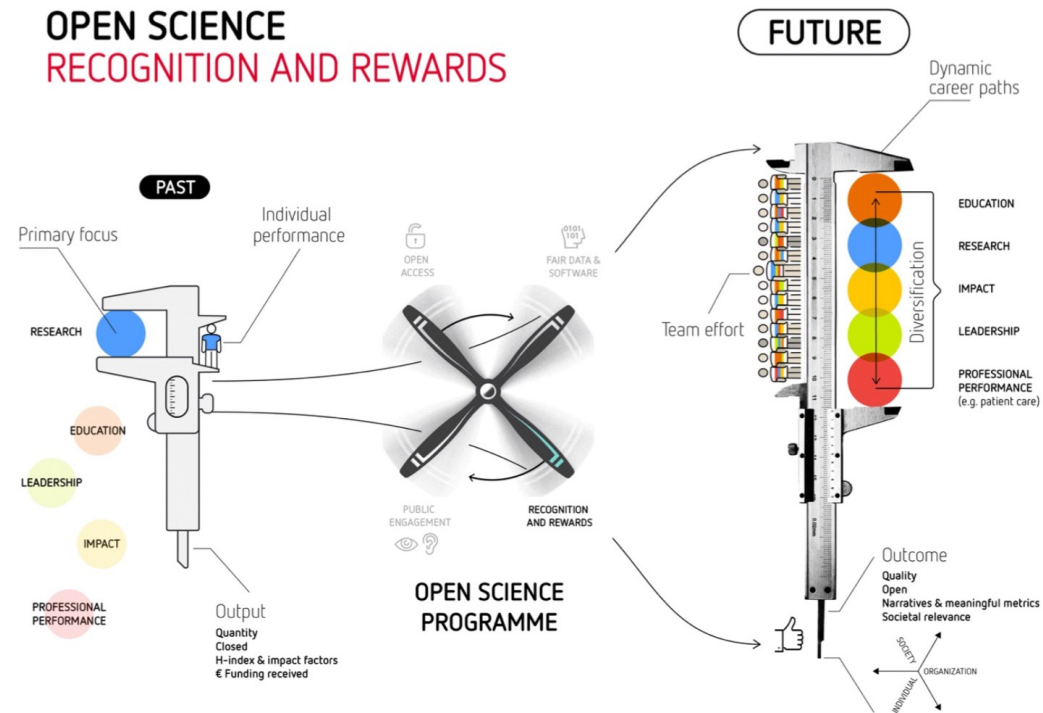 OPEN SCIENCE
RECOGNITION AND REWARDS
PAST
Primary focus
Individual
performance
RESEARCH
EDUCATION
LEADERSHIP
IMPACT
PROFESSIONAL
PERFORMANCE
Output
Quantity
Closed
H-index & impact factors
€ Funding received
OPEN
ACCESS
0101
101
FAIR DATA &
SOFTWARE
PUBLIC
ENGAGEMENT
RECOGNITION
AND REWARDS
OPEN SCIENCE
PROGRAMME
FUTURE
Dynamic
career paths
Team effort
Diversification
EDUCATION
RESEARCH
IMPACT
LEADERSHIP
PROFESSIONAL
PERFORMANCE
(e.g. patient care)
Outcome
Quality
Open
Narratives & meaningful metrics
Societal relevance
SOCIETY
ORGANIZATION
INDIVIDUAL